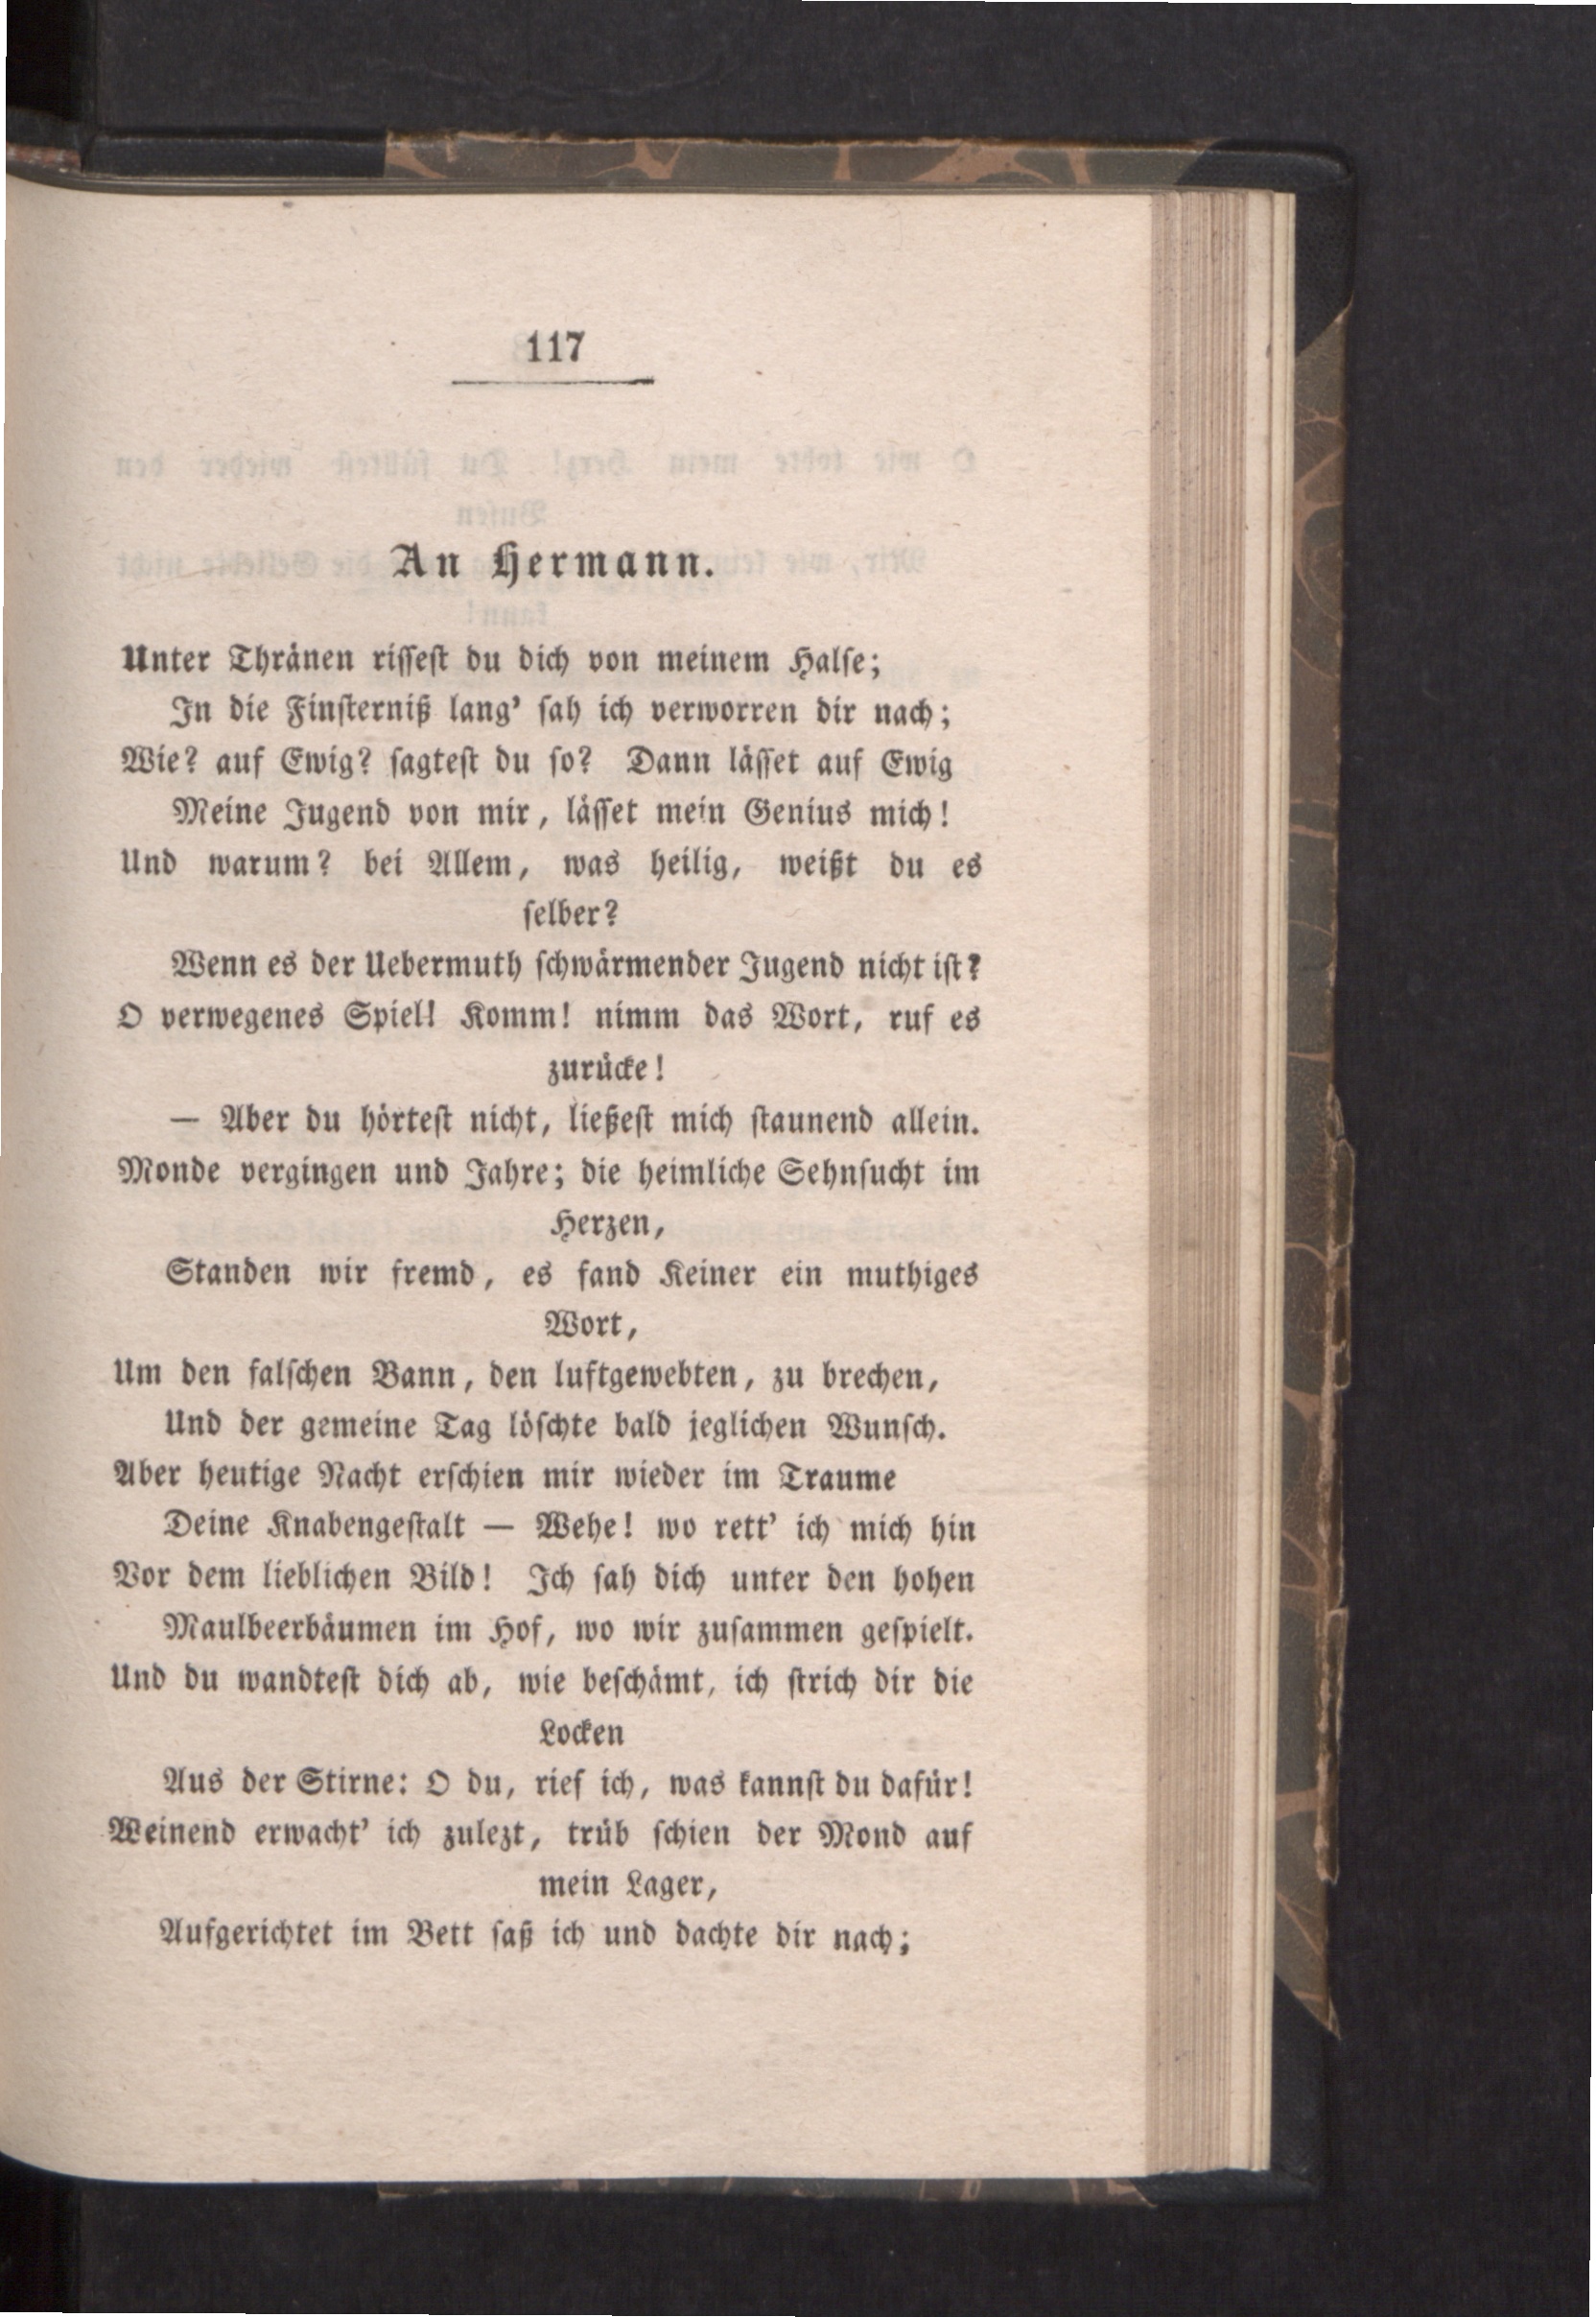 117
An Hermann.
Unter Thränen rissest du dich von meinem Halse;
In die Finsterniß lang' sah ich verworren dir nach;
Wie? auf Ewig? sagtest du so? Dann lässet auf Ewig
Meine Jugend von mir, lässet mein Genius mich!
Und warum? bei Allem, was heilig, weißt du es
selber?
Wenn es der Uebermuth schwärmender Jugend nicht ist?
O verwegenes Spiel! Komm! nimm das Wort, ruf es
zurücke!
— Aber du hörtest nicht, ließest mich staunend allein.
Monde vergingen und Jahre; die heimliche Sehnsucht im
Herzen,
Standen wir fremd, es fand Keiner ein muthiges
Wort,
Um den falschen Bann, den luftgewebten, zu brechen,
Und der gemeine Tag löschte bald jeglichen Wunsch.
Aber heutige Nacht erschien mir wieder im Traume
Deine Knabengestalt — Wehe! wo rett' ich mich hin
Vor dem lieblichen Bild! Ich sah dich unter den hohen
Maulbeerbäumen im Hof, wo wir zusammen gespielt.
Und du wandtest dich ab, wie beschämt, ich strich dir die
Locken
Aus der Stirne: O du, rief ich, was kannst du dafür!
Weinend erwacht' ich zulezt, trüb schien der Mond auf
mein Lager,
Aufgerichtet im Bett saß ich und dachte dir nach;